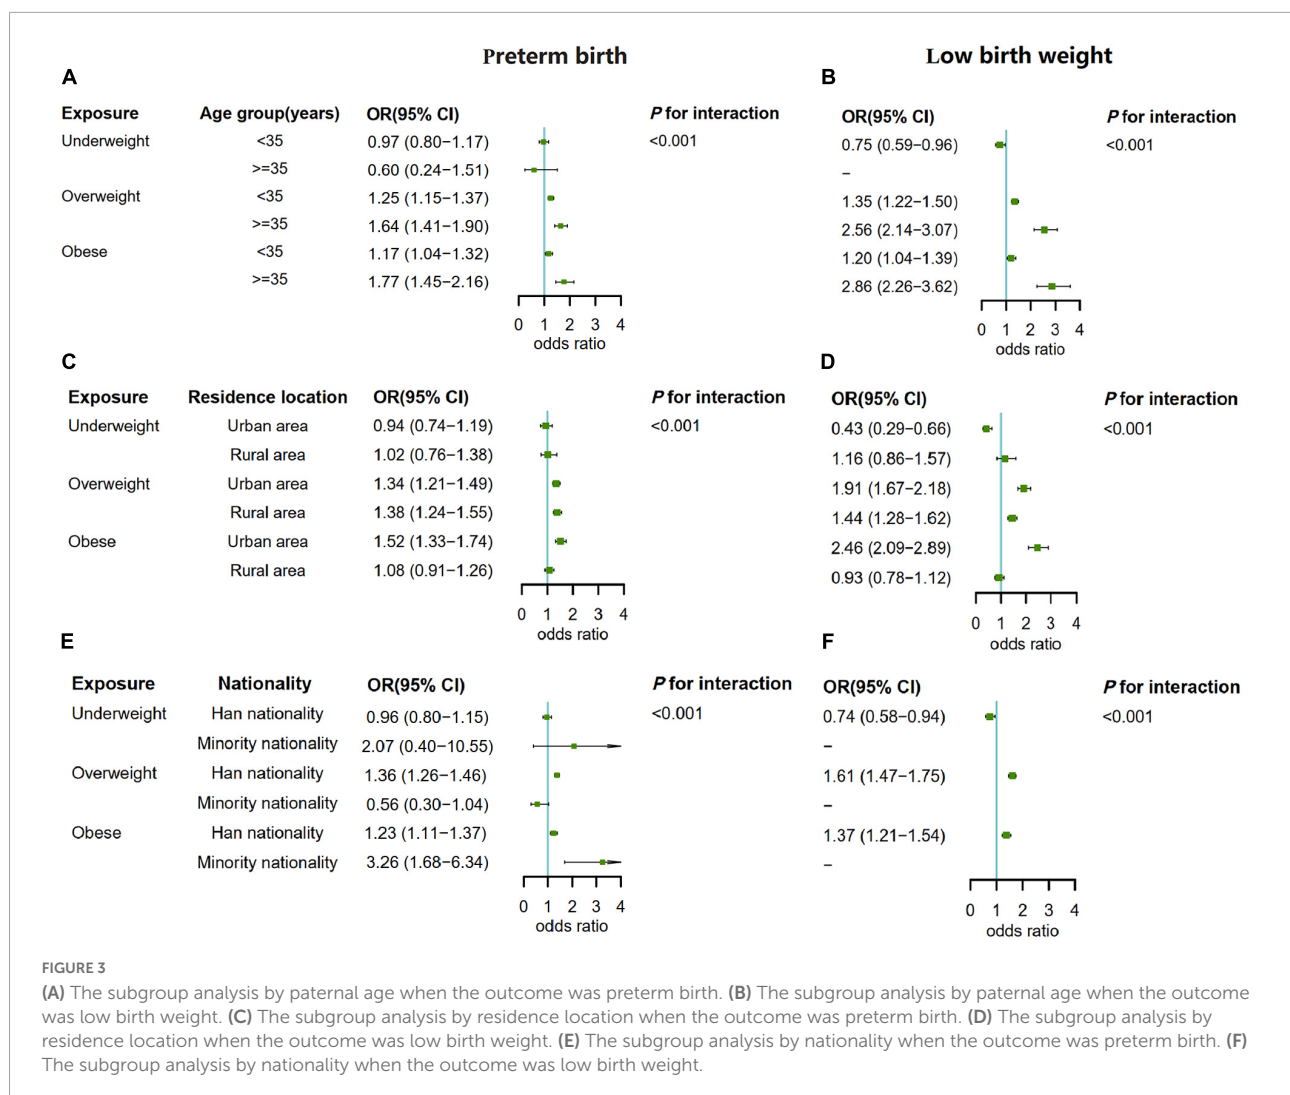 Preterm birth
Low birth weight
A
Exposure Age group(years) OR(95% CI) P for interaction
Underweight <35 0.97 (0.80−1.17) <0.001
>=35 0.60 (0.24−1.51)
Overweight <35 1.25 (1.15−1.37)
>=35 1.64 (1.41−1.90)
Obese <35 1.17 (1.04−1.32)
>=35 1.77 (1.45−2.16)
0 1 2 3 4
odds ratio
B
OR(95% CI) P for interaction
0.75 (0.59−0.96) <0.001
−
1.35 (1.22−1.50)
2.56 (2.14−3.07)
1.20 (1.04−1.39)
2.86 (2.26−3.62)
0 1 2 3 4
odds ratio
C
Exposure Residence location OR(95% CI) P for interaction
Underweight Urban area 0.94 (0.74−1.19) <0.001
Rural area 1.02 (0.76−1.38)
Overweight Urban area 1.34 (1.21−1.49)
Rural area 1.38 (1.24−1.55)
Obese Urban area 1.52 (1.33−1.74)
Rural area 1.08 (0.91−1.26)
0 1 2 3 4
odds ratio
D
OR(95% CI) P for interaction
0.43 (0.29−0.66) <0.001
1.16 (0.86−1.57)
1.91 (1.67−2.18)
1.44 (1.28−1.62)
2.46 (2.09−2.89)
0.93 (0.78−1.12)
0 1 2 3 4
odds ratio
E
Exposure Nationality OR(95% CI) P for interaction
Underweight Han nationality 0.96 (0.80−1.15) <0.001
Minority nationality 2.07 (0.40−10.55)
Overweight Han nationality 1.36 (1.26−1.46)
Minority nationality 0.56 (0.30−1.04)
Obese Han nationality 1.23 (1.11−1.37)
Minority nationality 3.26 (1.68−6.34)
0 1 2 3 4
odds ratio
F
OR(95% CI) P for interaction
0.74 (0.58−0.94) <0.001
−
1.61 (1.47−1.75)
−
1.37 (1.21−1.54)
−
0 1 2 3 4
odds ratio
FIGURE 3
(A) The subgroup analysis by paternal age when the outcome was preterm birth. (B) The subgroup analysis by paternal age when the outcome
was low birth weight. (C) The subgroup analysis by residence location when the outcome was preterm birth. (D) The subgroup analysis by
residence location when the outcome was low birth weight. (E) The subgroup analysis by nationality when the outcome was preterm birth. (F)
The subgroup analysis by nationality when the outcome was low birth weight.